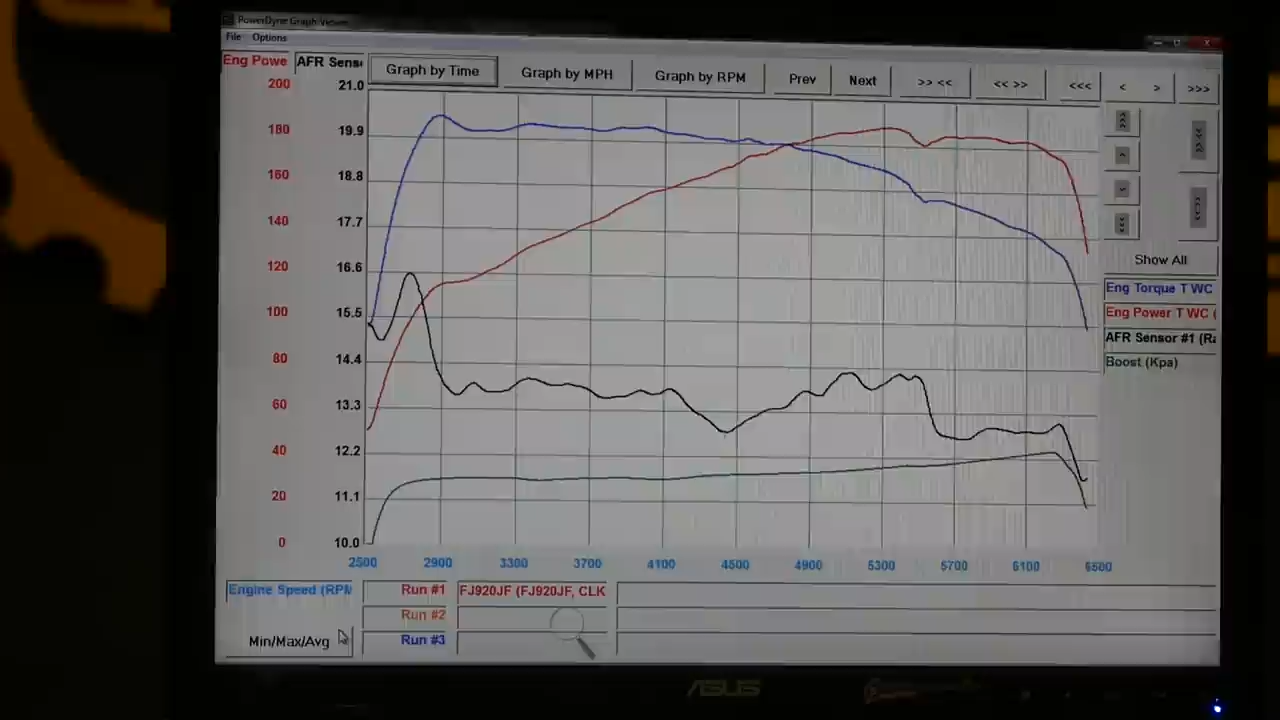 PowerDyne Graph Viewer
File Options
Eng Powe AFR Sens
Graph by Time Graph by MPH Graph by RPM Prev Next >> << << >> <<< < > >>>
200 21.0
180 19.9
160 18.8
140 17.7
120 16.6
100 15.5
80 14.4
60 13.3
40 12.2
20 11.1
0 10.0
Show All
Eng Torque T WC
Eng Power T WC (
AFR Sensor #1 (Ra
Boost (Kpa)
2500 2900 3300 3700 4100 4500 4900 5300 5700 6100 6500
Engine Speed (RPM Run #1 FJ920JF (FJ920JF, CLK
Run #2
Min/Max/Avg Run #3
ASUS